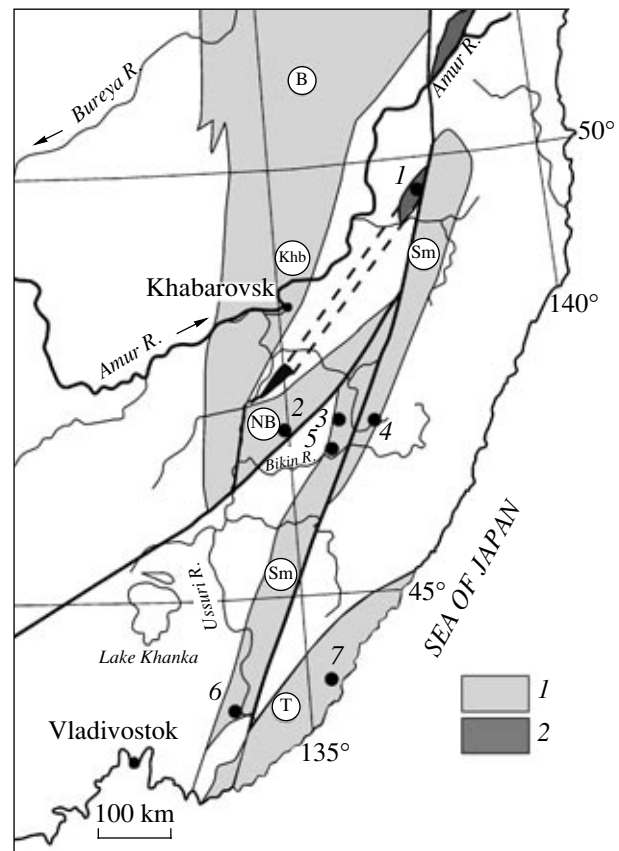 Amur R.
Bureya R.
B
50°
1
Khb
Sm
Khabarovsk
140°
Amur R.
NB
2
3
4
5
Bikin R.
Sm
SEA OF JAPAN
Ussuri R.
45°
Lake Khanka
7
6
1
T
2
Vladivostok
135°
100 km